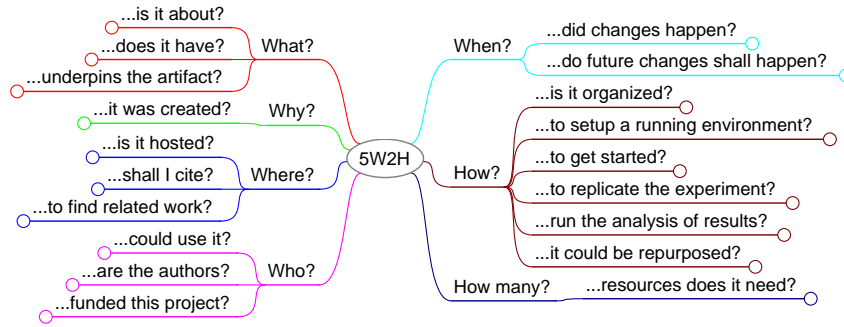 5W2H
What?
...is it about?
...does it have?
...underpins the artifact?
Why?
...it was created?
Where?
...is it hosted?
...shall I cite?
...to find related work?
Who?
...could use it?
...are the authors?
...funded this project?
When?
...did changes happen?
...do future changes shall happen?
How?
...is it organized?
...to setup a running environment?
...to get started?
...to replicate the experiment?
...run the analysis of results?
...it could be repurposed?
How many?
...resources does it need?